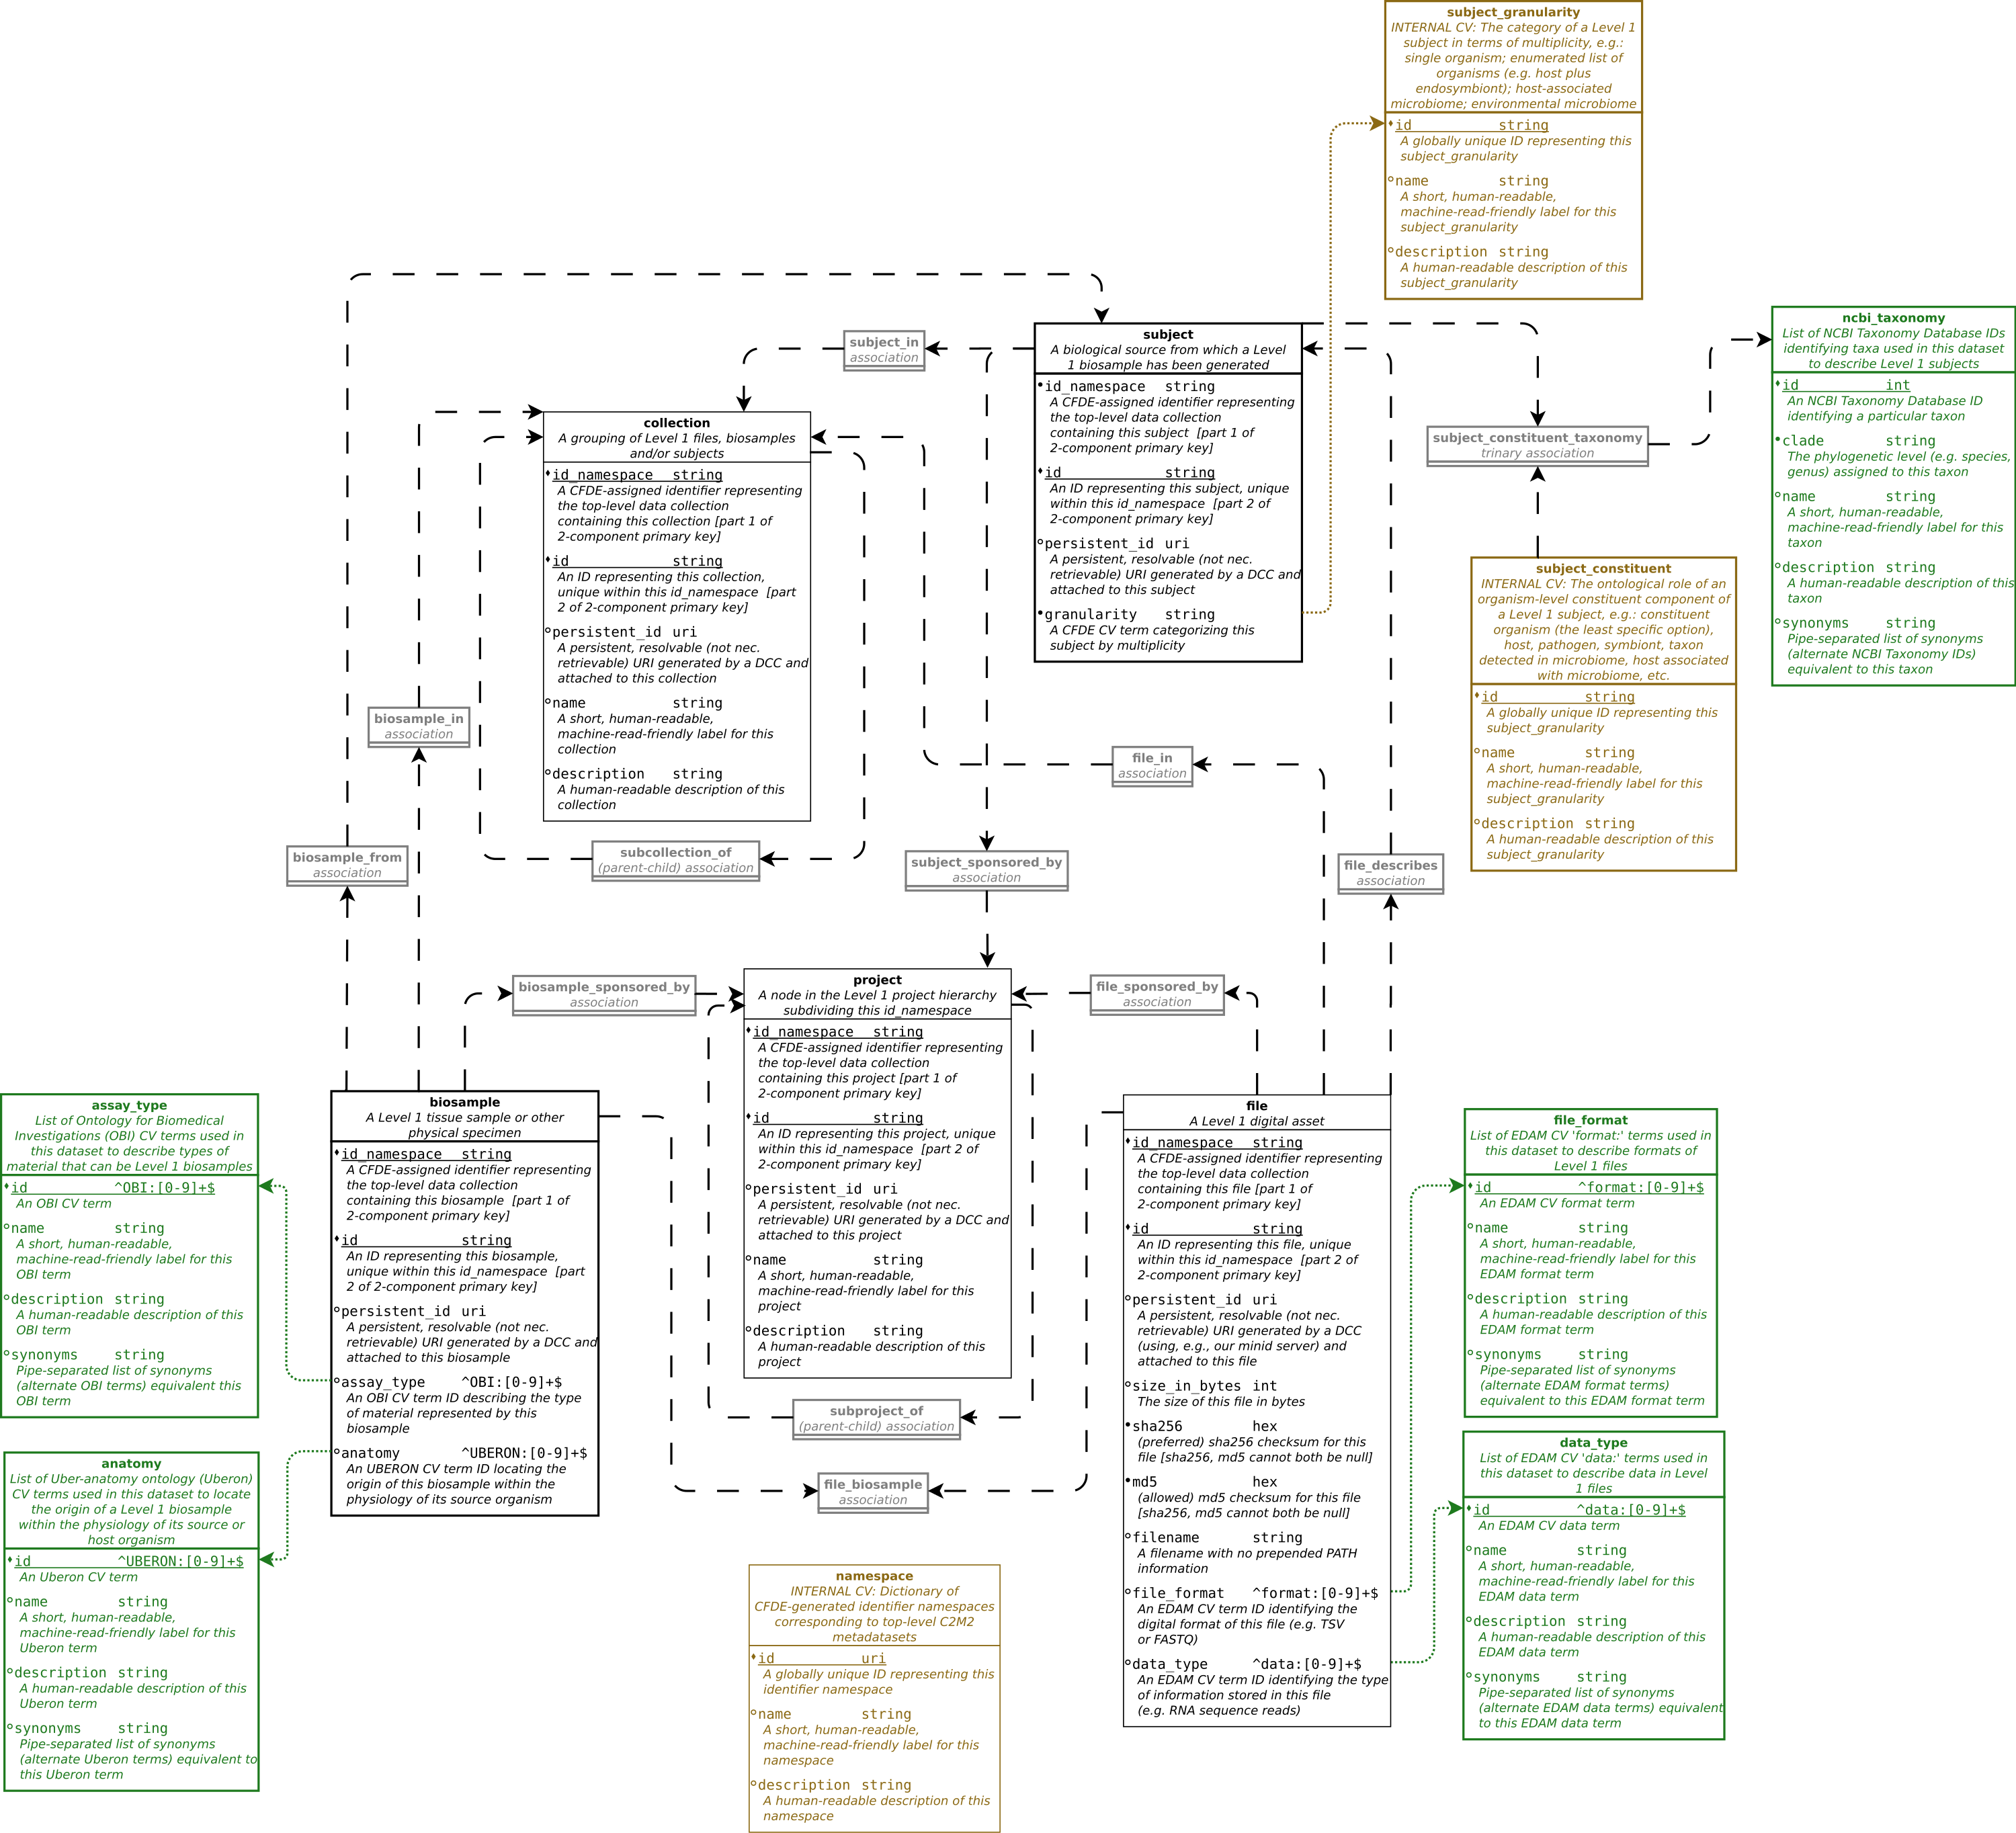 subject_granularity
INTERNAL CV: The category of a Level 1
subject in terms of multiplicity, e.g.:
single organism; enumerated list of
organisms (e.g. host plus
endosymbiont); host-associated
microbiome; environmental microbiome
id string
A globally unique ID representing this
subject_granularity
name string
A short, human-readable,
machine-read-friendly label for this
subject_granularity
description string
A human-readable description of this
subject_granularity
ncbi_taxonomy
List of NCBI Taxonomy Database IDs
identifying taxa used in this dataset
to describe Level 1 subjects
id int
An NCBI Taxonomy Database ID
identifying a particular taxon
clade string
The phylogenetic level (e.g. species,
genus) assigned to this taxon
name string
A short, human-readable,
machine-read-friendly label for this
taxon
description string
A human-readable description of this
taxon
synonyms string
Pipe-separated list of synonyms
(alternate NCBI Taxonomy IDs)
equivalent to this taxon
subject
A biological source from which a Level
1 biosample has been generated
id_namespace string
A CFDE-assigned identifier representing
the top-level data collection
containing this subject [part 1 of
2-component primary key]
id string
An ID representing this subject, unique
within this id_namespace [part 2 of
2-component primary key]
persistent_id uri
A persistent, resolvable (not nec.
retrievable) URI generated by a DCC and
attached to this subject
granularity string
A CFDE CV term categorizing this
subject by multiplicity
subject_in
association
collection
A grouping of Level 1 files, biosamples
and/or subjects
id_namespace string
A CFDE-assigned identifier representing
the top-level data collection
containing this collection [part 1 of
2-component primary key]
id string
An ID representing this collection,
unique within this id_namespace [part
2 of 2-component primary key]
persistent_id uri
A persistent, resolvable (not nec.
retrievable) URI generated by a DCC and
attached to this collection
name string
A short, human-readable,
machine-read-friendly label for this
collection
description string
A human-readable description of this
collection
subject_constituent_taxonomy
trinary association
subject_constituent
INTERNAL CV: The ontological role of an
organism-level constituent component of
a Level 1 subject, e.g.: constituent
organism (the least specific option),
host, pathogen, symbiont, taxon
detected in microbiome, host associated
with microbiome, etc.
id string
A globally unique ID representing this
subject_granularity
name string
A short, human-readable,
machine-read-friendly label for this
subject_granularity
description string
A human-readable description of this
subject_granularity
biosample_in
association
file_in
association
biosample_from
association
subcollection_of
(parent-child) association
subject_sponsored_by
association
file_describes
association
biosample_sponsored_by
association
project
A node in the Level 1 project hierarchy
subdividing this id_namespace
id_namespace string
A CFDE-assigned identifier representing
the top-level data collection
containing this project [part 1 of
2-component primary key]
id string
An ID representing this project, unique
within this id_namespace [part 2 of
2-component primary key]
persistent_id uri
A persistent, resolvable (not nec.
retrievable) URI generated by a DCC and
attached to this project
name string
A short, human-readable,
machine-read-friendly label for this
project
description string
A human-readable description of this
project
file_sponsored_by
association
assay_type
List of Ontology for Biomedical
Investigations (OBI) CV terms used in
this dataset to describe types of
material that can be Level 1 biosamples
id ^OBI:[0-9]+$
An OBI CV term
name string
A short, human-readable,
machine-read-friendly label for this
OBI term
description string
A human-readable description of this
OBI term
synonyms string
Pipe-separated list of synonyms
(alternate OBI terms) equivalent this
OBI term
anatomy
List of Uber-anatomy ontology (Uberon)
CV terms used in this dataset to locate
the origin of a Level 1 biosample
within the physiology of its source or
host organism
id ^UBERON:[0-9]+$
An Uberon CV term
name string
A short, human-readable,
machine-read-friendly label for this
Uberon term
description string
A human-readable description of this
Uberon term
synonyms string
Pipe-separated list of synonyms
(alternate Uberon terms) equivalent to
this Uberon term
biosample
A Level 1 tissue sample or other
physical specimen
id_namespace string
A CFDE-assigned identifier representing
the top-level data collection
containing this biosample [part 1 of
2-component primary key]
id string
An ID representing this biosample,
unique within this id_namespace [part
2 of 2-component primary key]
persistent_id uri
A persistent, resolvable (not nec.
retrievable) URI generated by a DCC and
attached to this biosample
assay_type ^OBI:[0-9]+$
An OBI CV term ID describing the type
of material represented by this
biosample
anatomy ^UBERON:[0-9]+$
An UBERON CV term ID locating the
origin of this biosample within the
physiology of its source organism
subproject_of
(parent-child) association
file_biosample
association
namespace
INTERNAL CV: Dictionary of
CFDE-generated identifier namespaces
corresponding to top-level C2M2
metadatasets
id uri
A globally unique ID representing this
identifier namespace
name string
A short, human-readable,
machine-read-friendly label for this
namespace
description string
A human-readable description of this
namespace
file
A Level 1 digital asset
id_namespace string
A CFDE-assigned identifier representing
the top-level data collection
containing this file [part 1 of
2-component primary key]
id string
An ID representing this file, unique
within this id_namespace [part 2 of
2-component primary key]
persistent_id uri
A persistent, resolvable (not nec.
retrievable) URI generated by a DCC
(using, e.g., our minid server) and
attached to this file
size_in_bytes int
The size of this file in bytes
sha256 hex
(preferred) sha256 checksum for this
file [sha256, md5 cannot both be null]
md5 hex
(allowed) md5 checksum for this file
[sha256, md5 cannot both be null]
filename string
A filename with no prepended PATH
information
file_format ^format:[0-9]+$
An EDAM CV term ID identifying the
digital format of this file (e.g. TSV
or FASTQ)
data_type ^data:[0-9]+$
An EDAM CV term ID identifying the type
of information stored in this file
(e.g. RNA sequence reads)
file_format
List of EDAM CV 'format:' terms used in
this dataset to describe formats of
Level 1 files
id ^format:[0-9]+$
An EDAM CV format term
name string
A short, human-readable,
machine-read-friendly label for this
EDAM format term
description string
A human-readable description of this
EDAM format term
synonyms string
Pipe-separated list of synonyms
(alternate EDAM format terms)
equivalent to this EDAM format term
data_type
List of EDAM CV 'data:' terms used in
this dataset to describe data in Level
1 files
id ^data:[0-9]+$
An EDAM CV data term
name string
A short, human-readable,
machine-read-friendly label for this
EDAM data term
description string
A human-readable description of this
EDAM data term
synonyms string
Pipe-separated list of synonyms
(alternate EDAM data terms) equivalent
to this EDAM data term